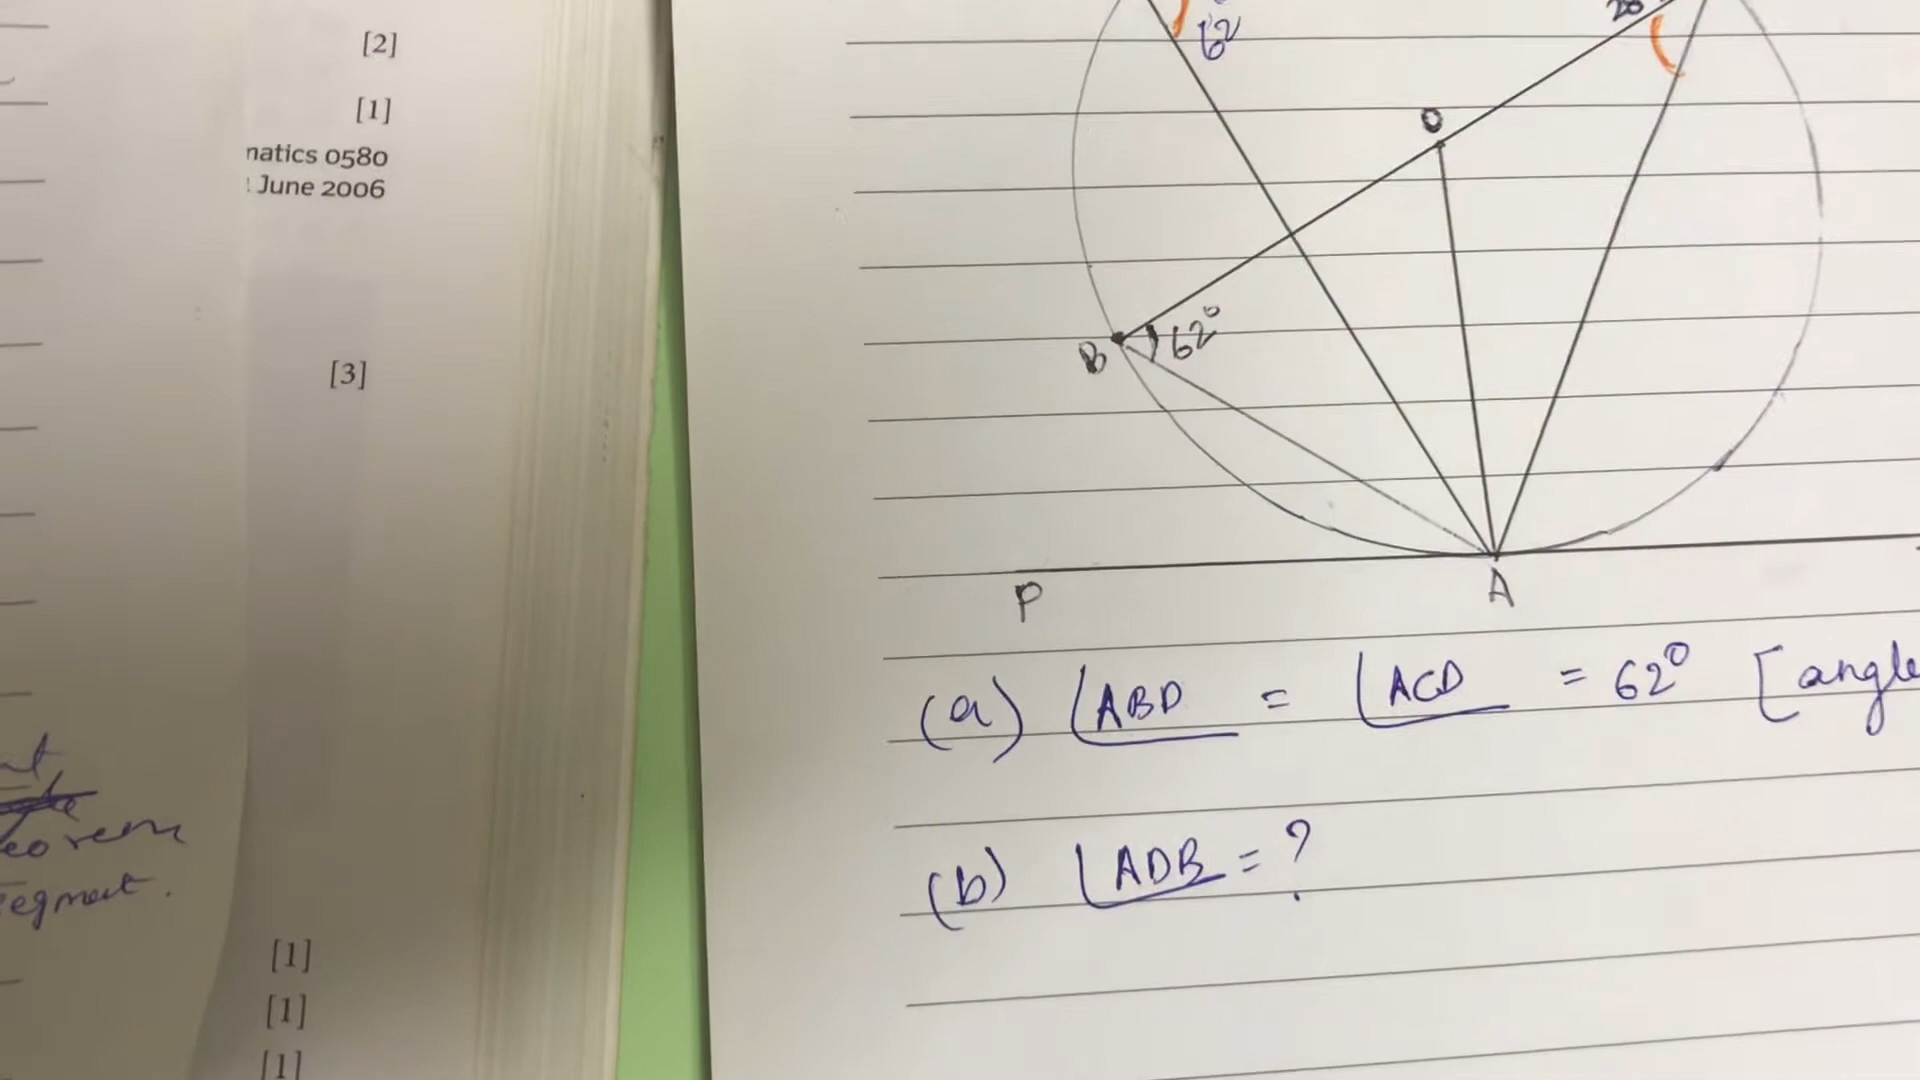 [2]
[1]
natics 0580
June 2006
[3]
62
28
O
B
62°
P
A
(a) ∠ABD = ∠ACD = 62° [angle
(b) ∠ADB = ?
eorem
egment.
[1]
[1]
[1]